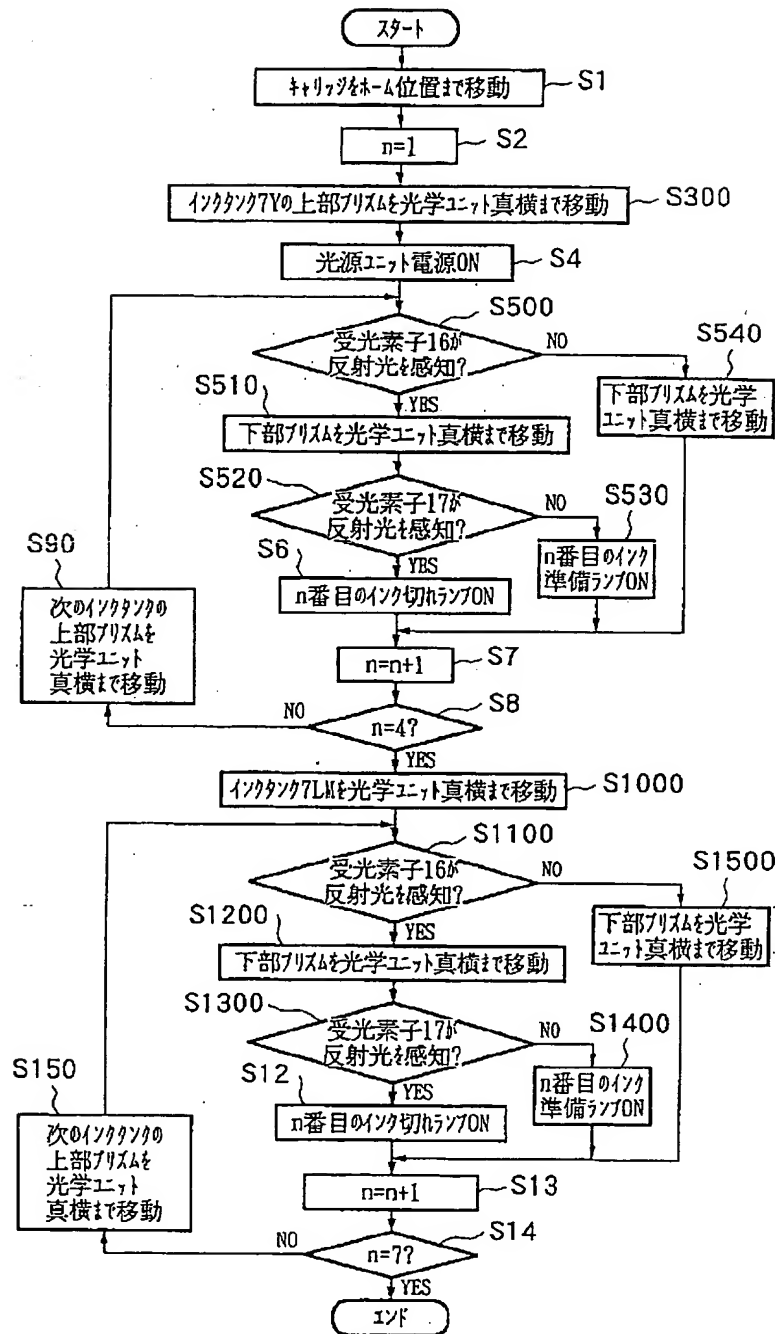 スタート
キャリッジをホーム位置まで移動
S1
n=1
S2
インクタンク7Yの上部プリズムを光学ユニット真横まで移動
S300
光源ユニット電源ON
S4
S500
受光素子16が
反射光を感知?
NO
YES
S540
下部プリズムを光学
ユニット真横まで移動
S510
下部プリズムを光学ユニット真横まで移動
S520
受光素子17が
反射光を感知?
NO
YES
S530
n番目のインク
準備ランプON
S6
n番目のインク切れランプON
S90
次のインクタンクの
上部プリズムを
光学ユニット
真横まで移動
n=n+1
S7
S8
n=4?
NO
YES
インクタンク7LMを光学ユニット真横まで移動
S1000
S1100
受光素子16が
反射光を感知?
NO
YES
S1500
下部プリズムを光学
ユニット真横まで移動
S1200
下部プリズムを光学ユニット真横まで移動
S1300
受光素子17が
反射光を感知?
NO
YES
S1400
n番目のインク
準備ランプON
S12
n番目のインク切れランプON
S150
次のインクタンクの
上部プリズムを
光学ユニット
真横まで移動
n=n+1
S13
S14
n=7?
NO
YES
エンド